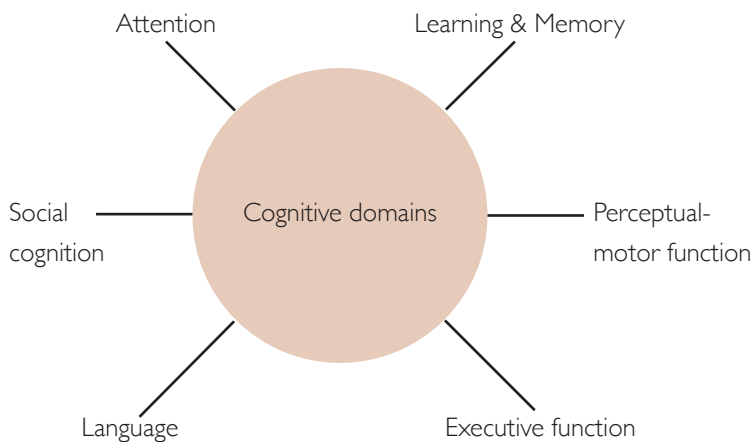 Attention
Learning & Memory
Social
cognition
Cognitive domains
Perceptual-
motor function
Language
Executive function